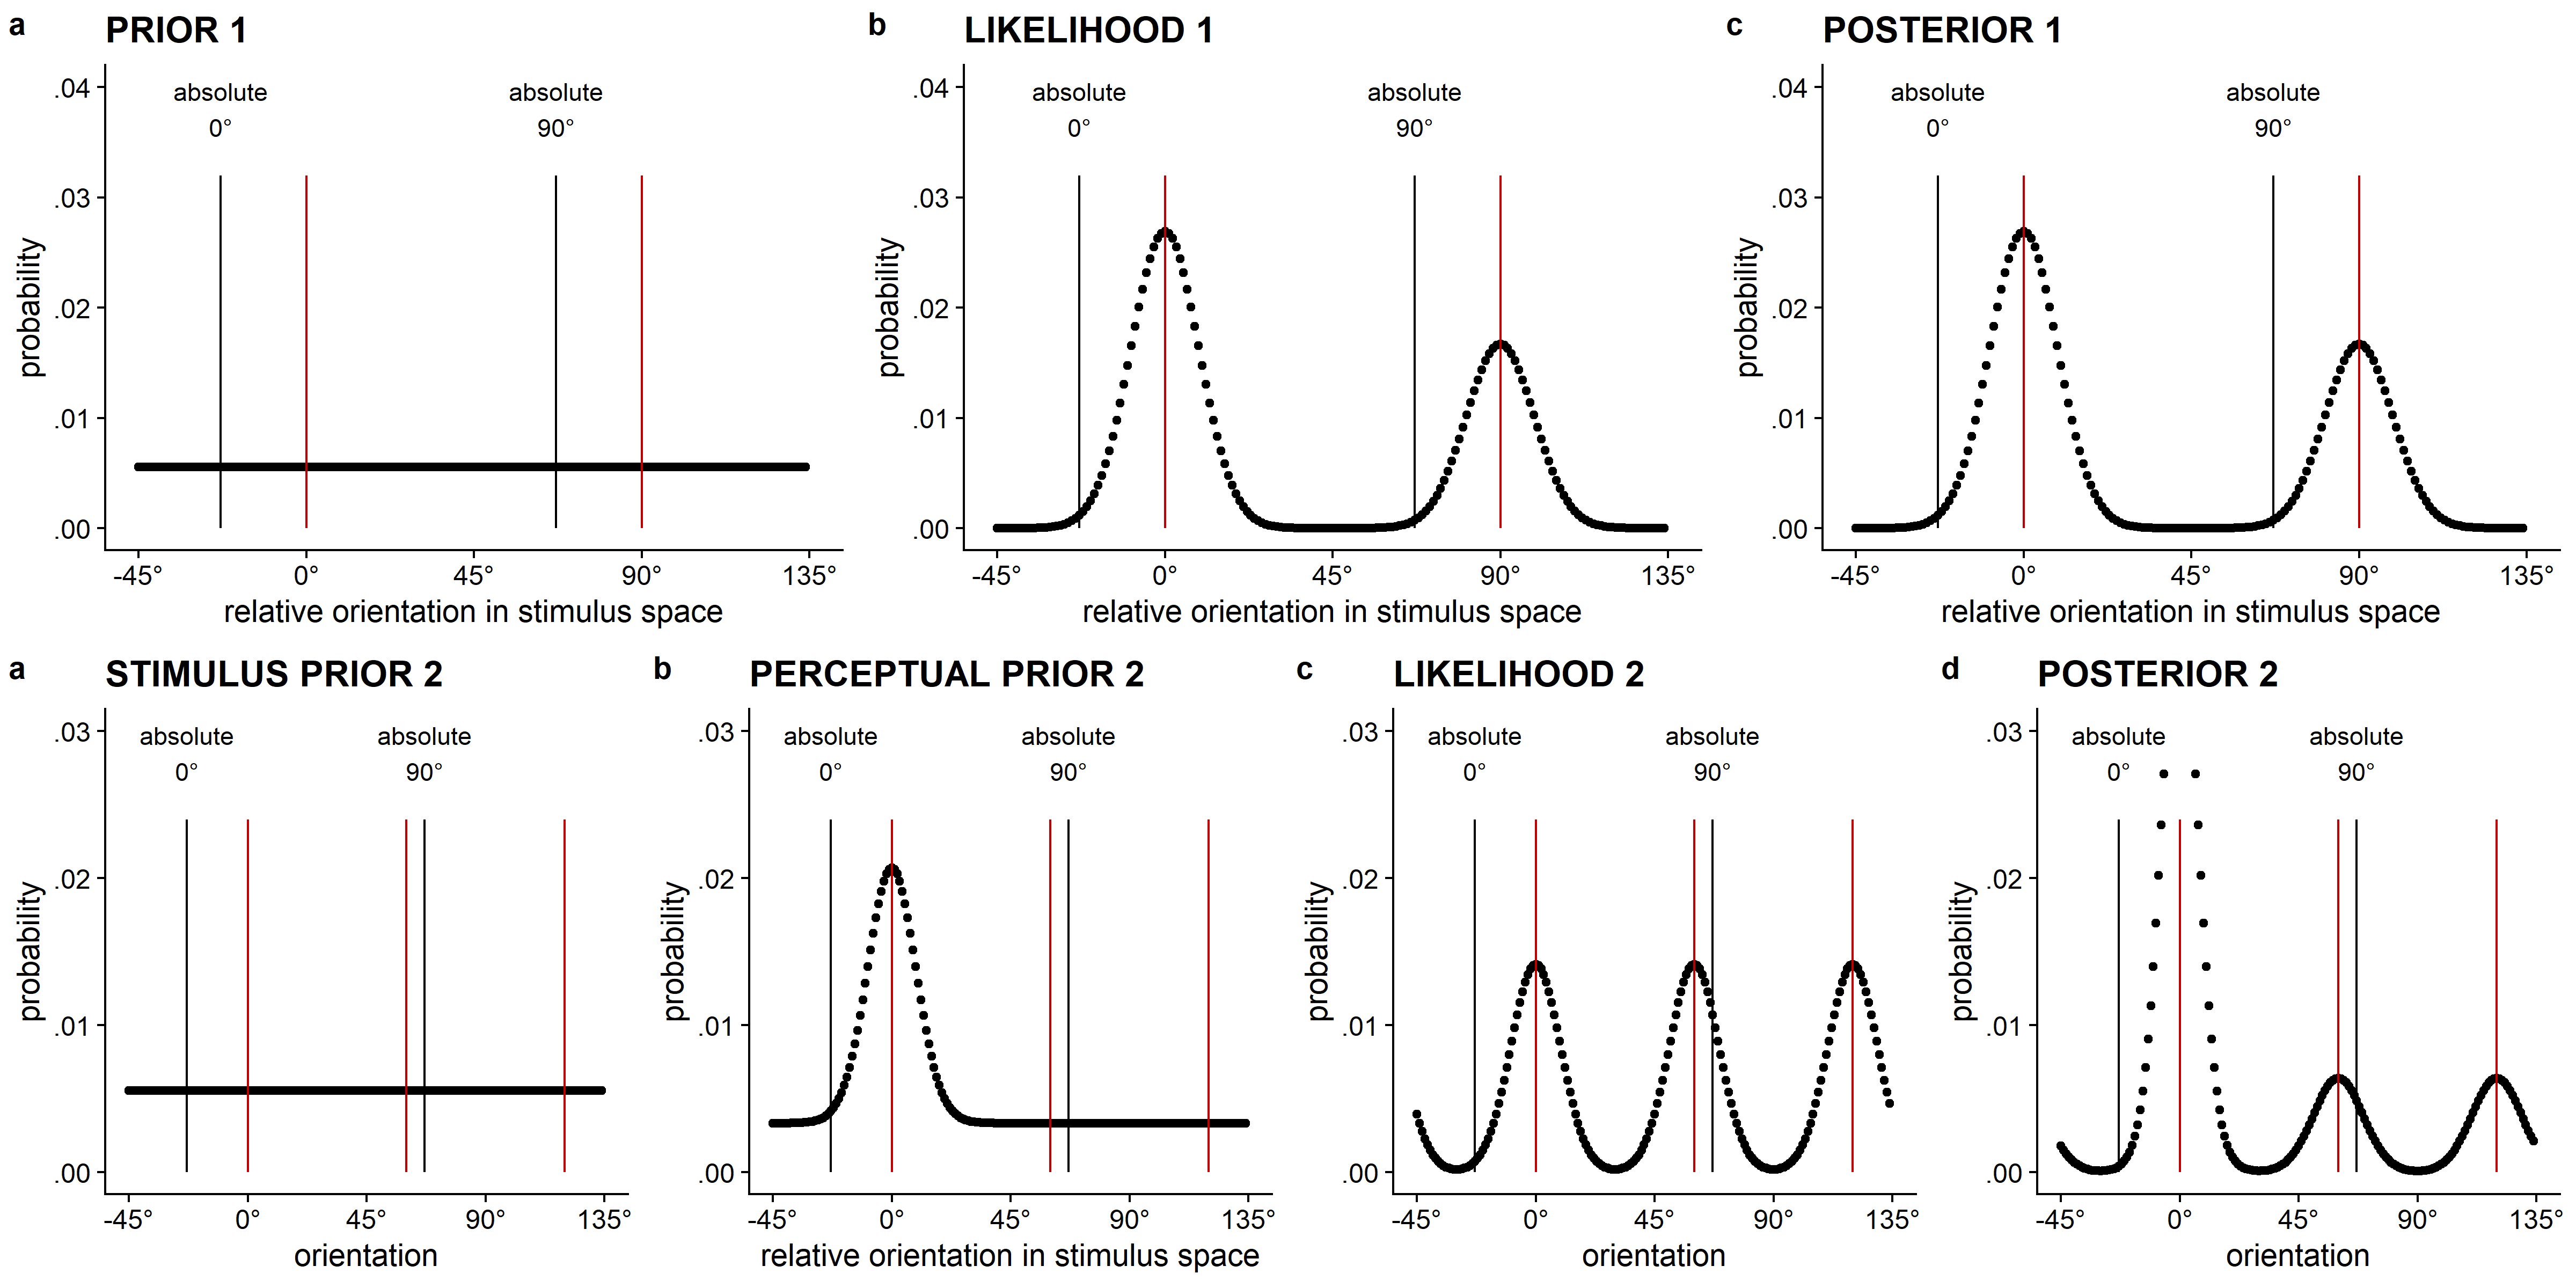 a PRIOR 1
.04
.03
.02
.01
.00
probability
absolute
0°
absolute
90°
-45° 0° 45° 90° 135°
relative orientation in stimulus space
b LIKELIHOOD 1
.04
.03
.02
.01
.00
probability
absolute
0°
absolute
90°
-45° 0° 45° 90° 135°
relative orientation in stimulus space
c POSTERIOR 1
.04
.03
.02
.01
.00
probability
absolute
0°
absolute
90°
-45° 0° 45° 90° 135°
relative orientation in stimulus space
a STIMULUS PRIOR 2
.03
.02
.01
.00
probability
absolute
0°
absolute
90°
-45° 0° 45° 90° 135°
orientation
b PERCEPTUAL PRIOR 2
.03
.02
.01
.00
probability
absolute
0°
absolute
90°
-45° 0° 45° 90° 135°
relative orientation in stimulus space
c LIKELIHOOD 2
.03
.02
.01
.00
probability
absolute
0°
absolute
90°
-45° 0° 45° 90° 135°
orientation
d POSTERIOR 2
.03
.02
.01
.00
probability
absolute
0°
absolute
90°
-45° 0° 45° 90° 135°
orientation